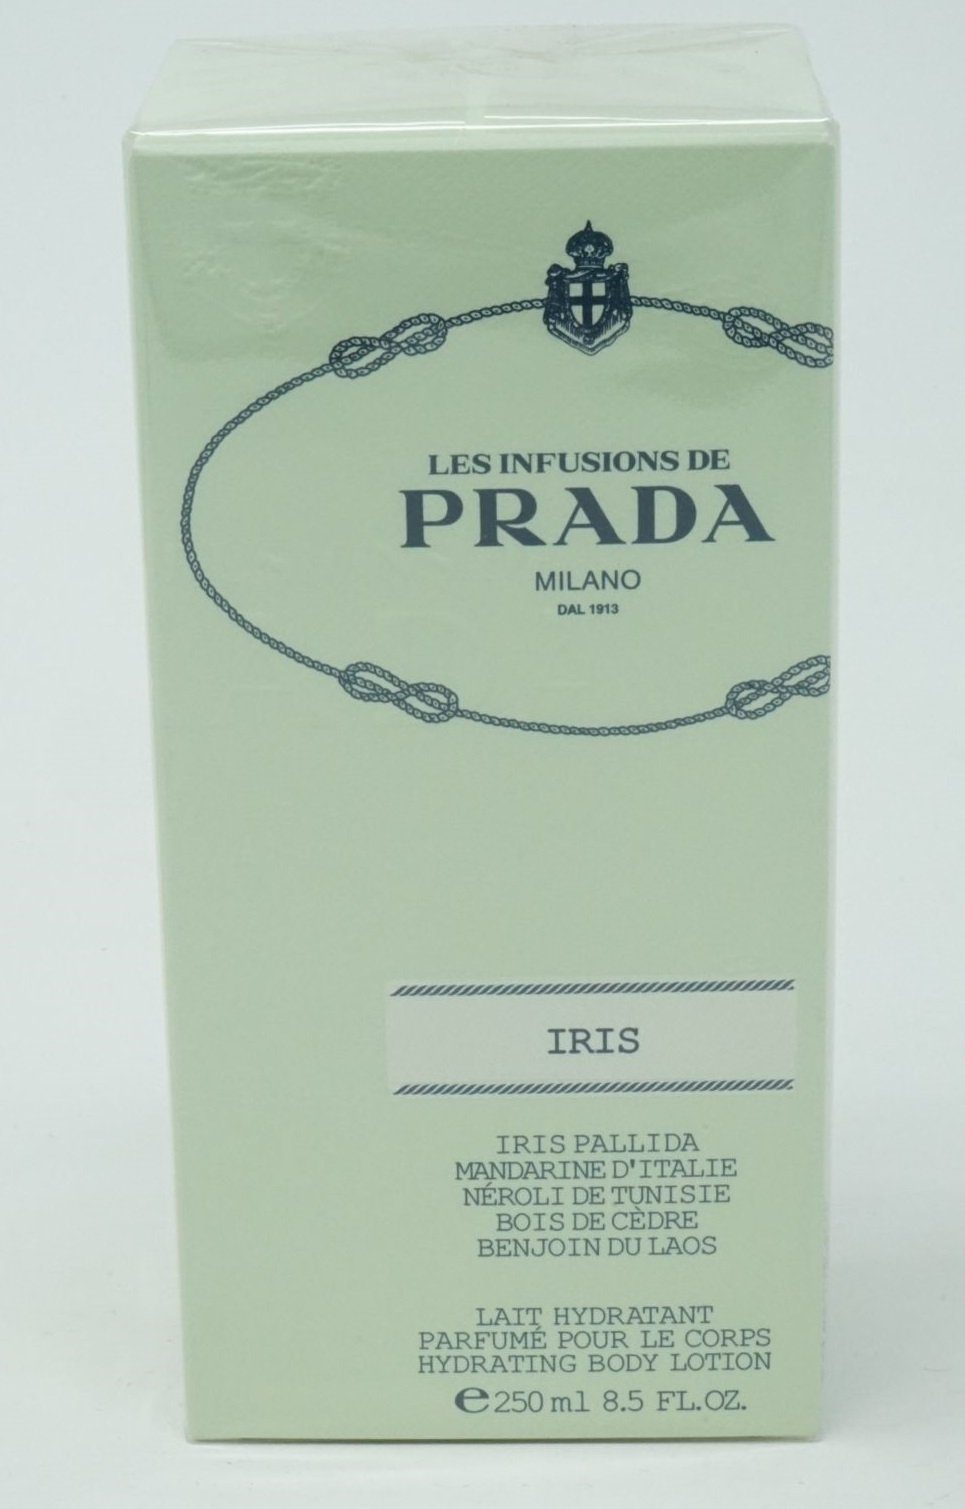 LES INFUSIONS DE
PRADA
MILANO
DAL 1913
IRIS
IRIS PALLIDA
MANDARINE D'ITALIE
NÉROLI DE TUNISIE
BOIS DE CÈDRE
BENJOIN DU LAOS
LAIT HYDRATANT
PARFUMÉ POUR LE CORPS
HYDRATING BODY LOTION
℮ 250 ml 8.5 FL.OZ.